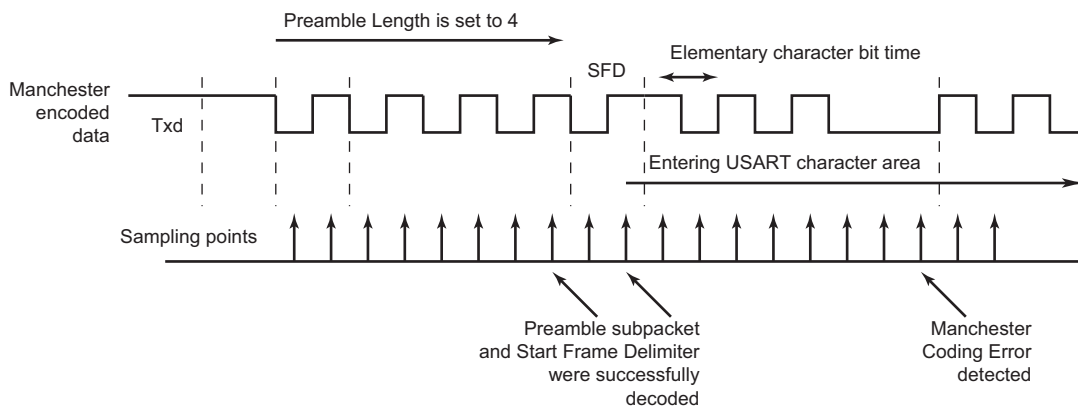 Preamble Length is set to 4
Elementary character bit time
SFD
Manchester
encoded
data
Txd
Entering USART character area
Sampling points
Preamble subpacket
and Start Frame Delimiter
were successfully
decoded
Manchester
Coding Error
detected